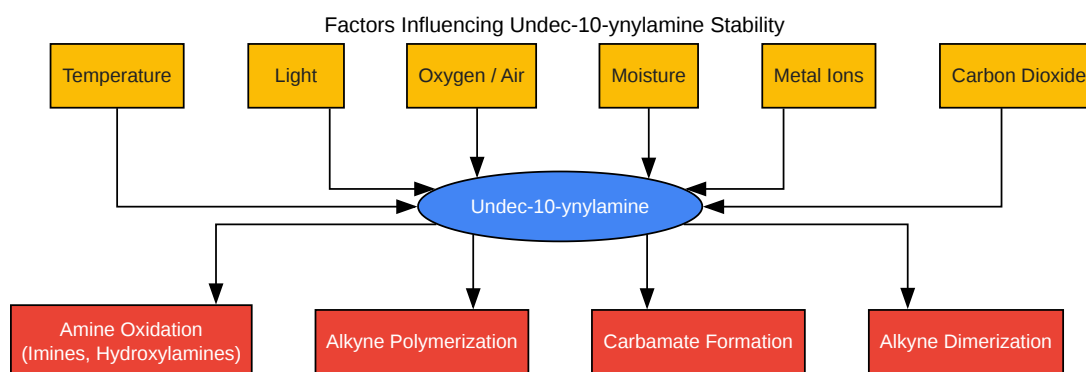 Factors Influencing Undec-10-ynylamine Stability
Temperature
Light
Oxygen / Air
Moisture
Metal Ions
Carbon Dioxide
Undec-10-ynylamine
Amine Oxidation
(Imines, Hydroxylamines)
Alkyne Polymerization
Carbamate Formation
Alkyne Dimerization